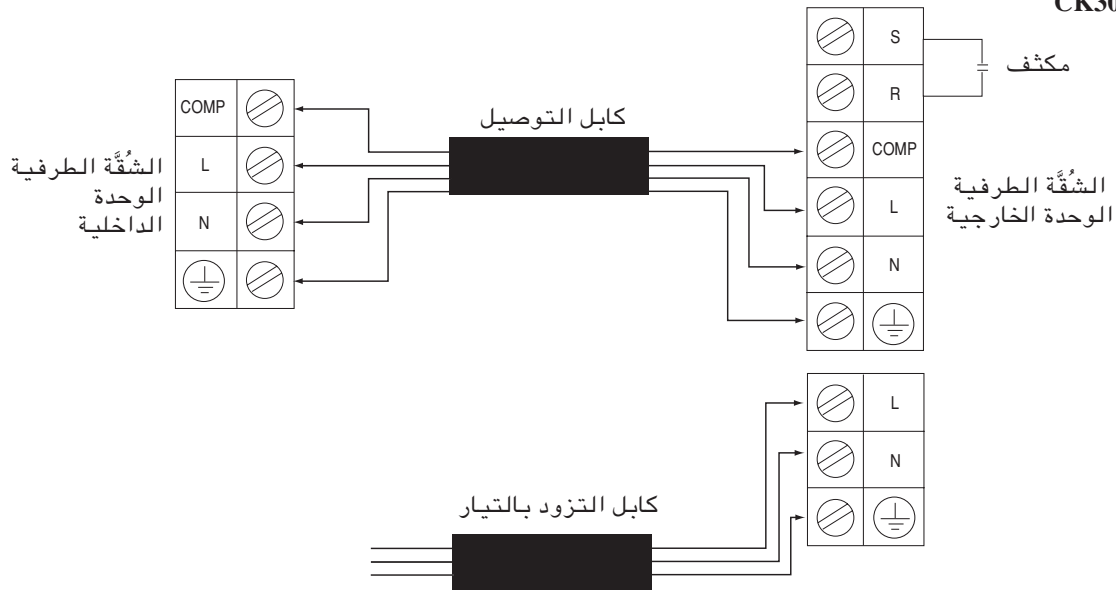 CK30
S
مكثف
R
COMP
كابل التوصيل
COMP
L
الشُقَّة الطرفية
الوحدة
الداخلية
N
الشُقَّة الطرفية
الوحدة الخارجية
L
N
L
N
كابل التزود بالتيار